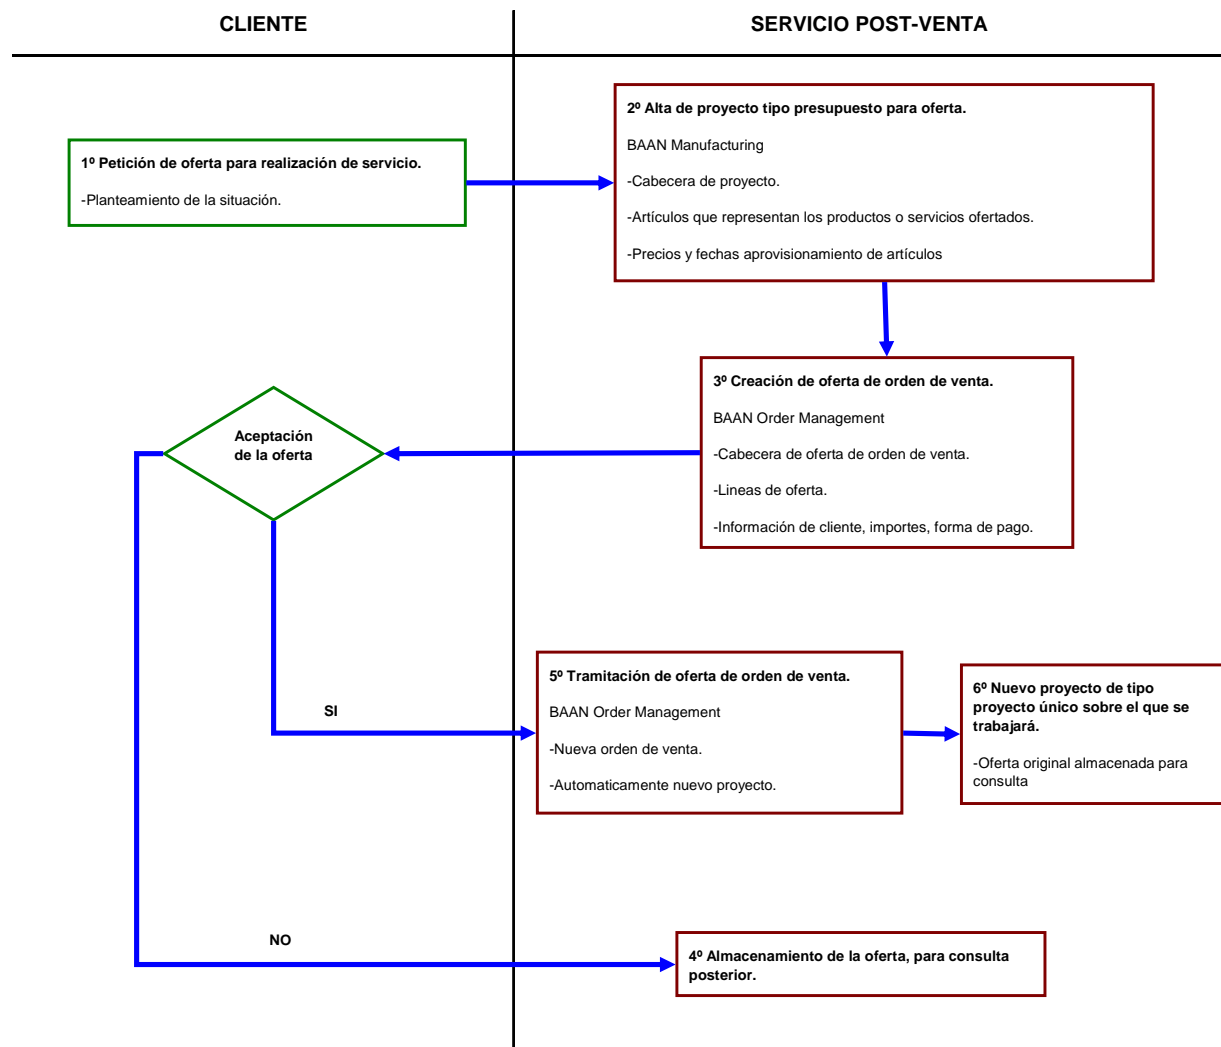 CLIENTE
SERVICIO POST-VENTA
1º Petición de oferta para realización de servicio.
-Planteamiento de la situación.
2º Alta de proyecto tipo presupuesto para oferta.
BAAN Manufacturing
-Cabecera de proyecto.
-Artículos que representan los productos o servicios ofertados.
-Precios y fechas aprovisionamiento de artículos
3º Creación de oferta de orden de venta.
BAAN Order Management
-Cabecera de oferta de orden de venta.
-Lineas de oferta.
-Información de cliente, importes, forma de pago.
Aceptación
de la oferta
SI
5º Tramitación de oferta de orden de venta.
BAAN Order Management
-Nueva orden de venta.
-Automaticamente nuevo proyecto.
6º Nuevo proyecto de tipo
proyecto único sobre el que se
trabajará.
-Oferta original almacenada para
consulta
NO
4º Almacenamiento de la oferta, para consulta
posterior.